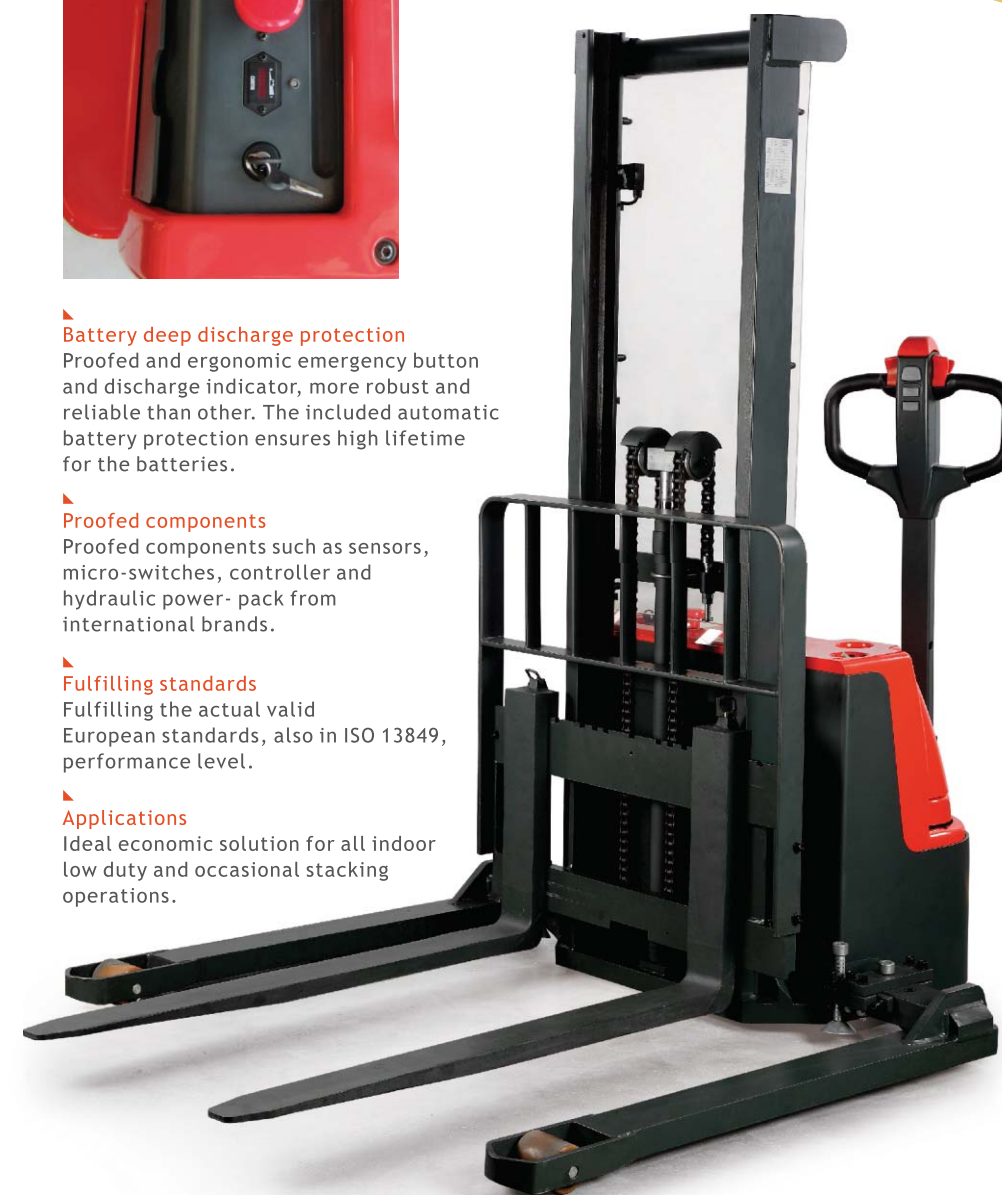 Battery deep discharge protection
Proofed and ergonomic emergency button
and discharge indicator, more robust and
reliable than other. The included automatic
battery protection ensures high lifetime
for the batteries.
Proofed components
Proofed components such as sensors,
micro-switches, controller and
hydraulic power- pack from
international brands.
Fulfilling standards
Fulfilling the actual valid
European standards, also in ISO 13849,
performance level.
Applications
Ideal economic solution for all indoor
low duty and occasional stacking
operations.